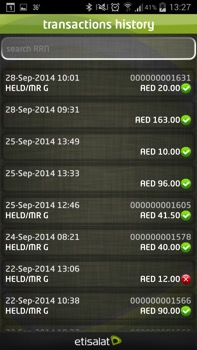 36°
41%
13:27
transactions history
search RRN
28-Sep-2014 10:01 000000001631
HELD/MR G AED 20.00
28-Sep-2014 09:31
AED 163.00
25-Sep-2014 13:49
AED 10.00
25-Sep-2014 13:33
AED 96.00
25-Sep-2014 12:46 000000001605
HELD/MR G AED 41.50
24-Sep-2014 08:21 000000001578
HELD/MR G AED 40.00
22-Sep-2014 13:06
HELD/MR G AED 12.00
22-Sep-2014 10:38 000000001566
HELD/MR G AED 90.00
etisalat